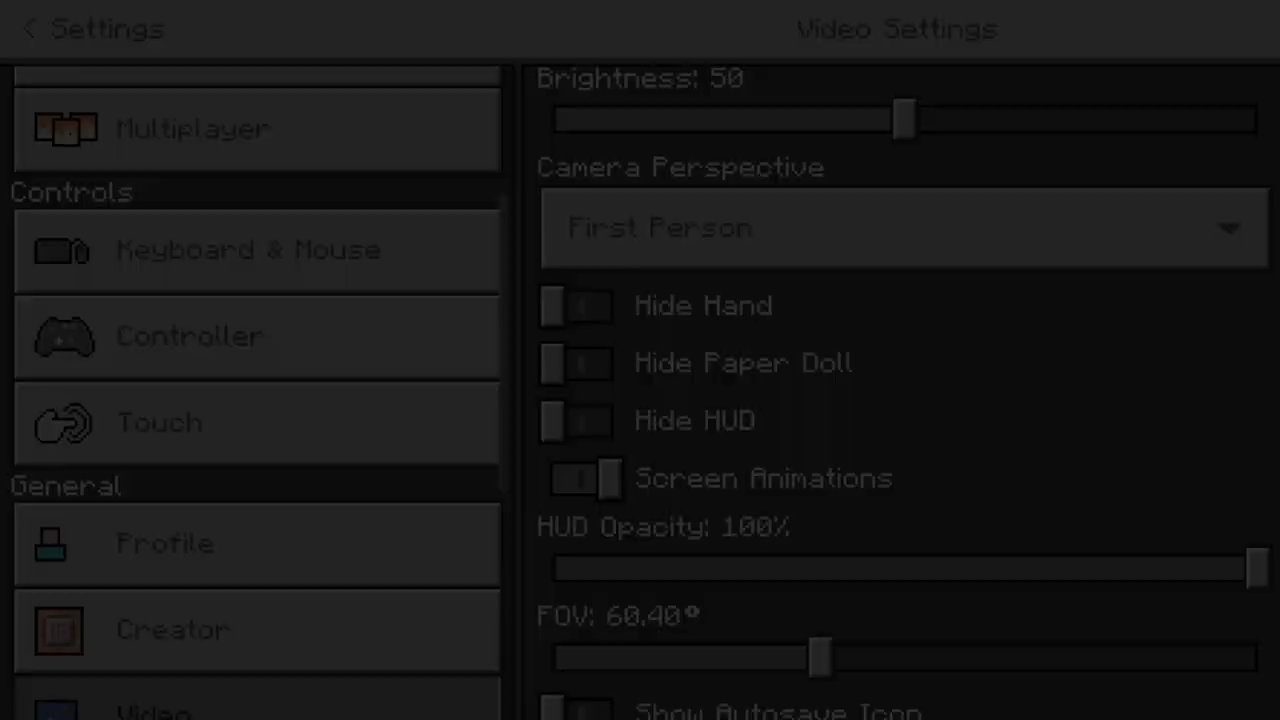 Settings
Video Settings
Multiplayer
Controls
Keyboard & Mouse
Controller
Touch
General
Profile
Creator
Video
Brightness: 50
Camera Perspective
First Person
Hide Hand
Hide Paper Doll
Hide HUD
Screen Animations
HUD Opacity: 100%
FOV: 60.40°
Show Autosave Icon